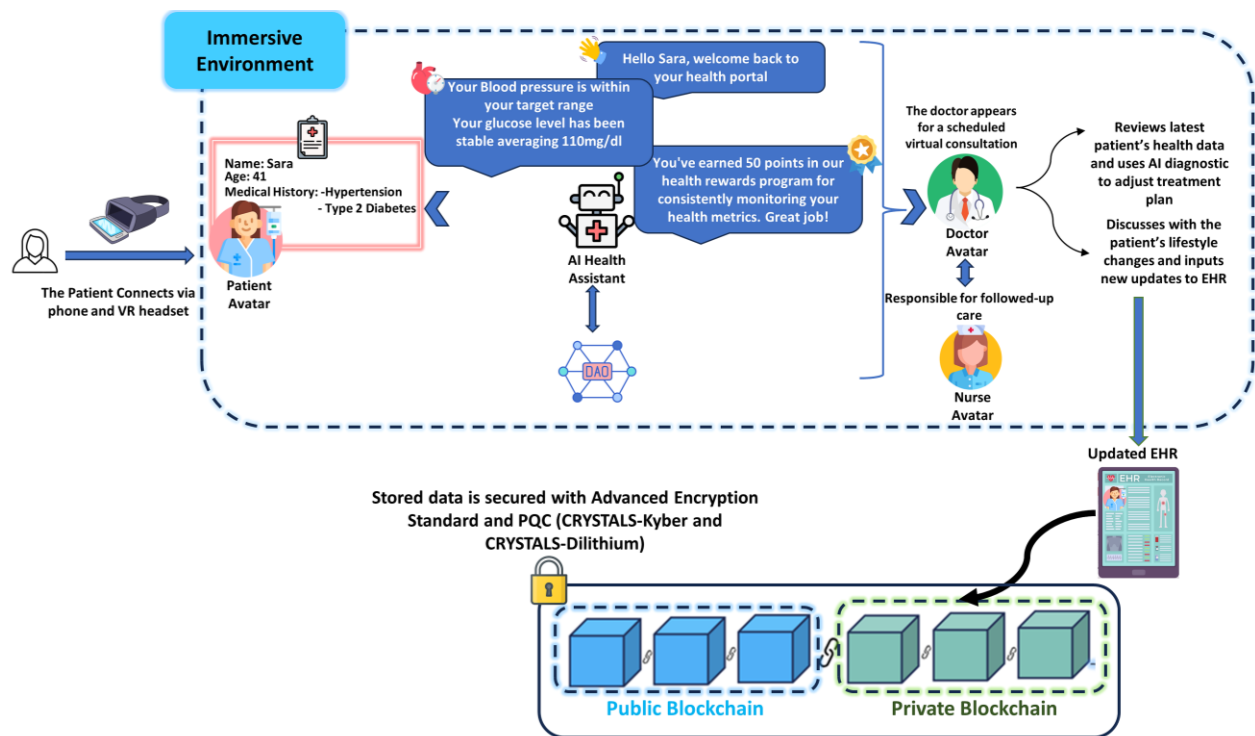 Immersive
Environment
Hello Sara, welcome back to
your health portal
Your Blood pressure is within
your target range
Your glucose level has been
stable averaging 110mg/dl
You've earned 50 points in our
health rewards program for
consistently monitoring your
health metrics. Great job!
Name: Sara
Age: 41
Medical History: -Hypertension
- Type 2 Diabetes
Patient
Avatar
The Patient Connects via
phone and VR headset
AI Health
Assistant
DAO
The doctor appears
for a scheduled
virtual consultation
Doctor
Avatar
Responsible for followed-up
care
Nurse
Avatar
Reviews latest
patient's health data
and uses AI diagnostic
to adjust treatment
plan
Discusses with the
patient's lifestyle
changes and inputs
new updates to EHR
Updated EHR
EHR
Stored data is secured with Advanced Encryption
Standard and PQC (CRYSTALS-Kyber and
CRYSTALS-Dilithium)
Public Blockchain
Private Blockchain